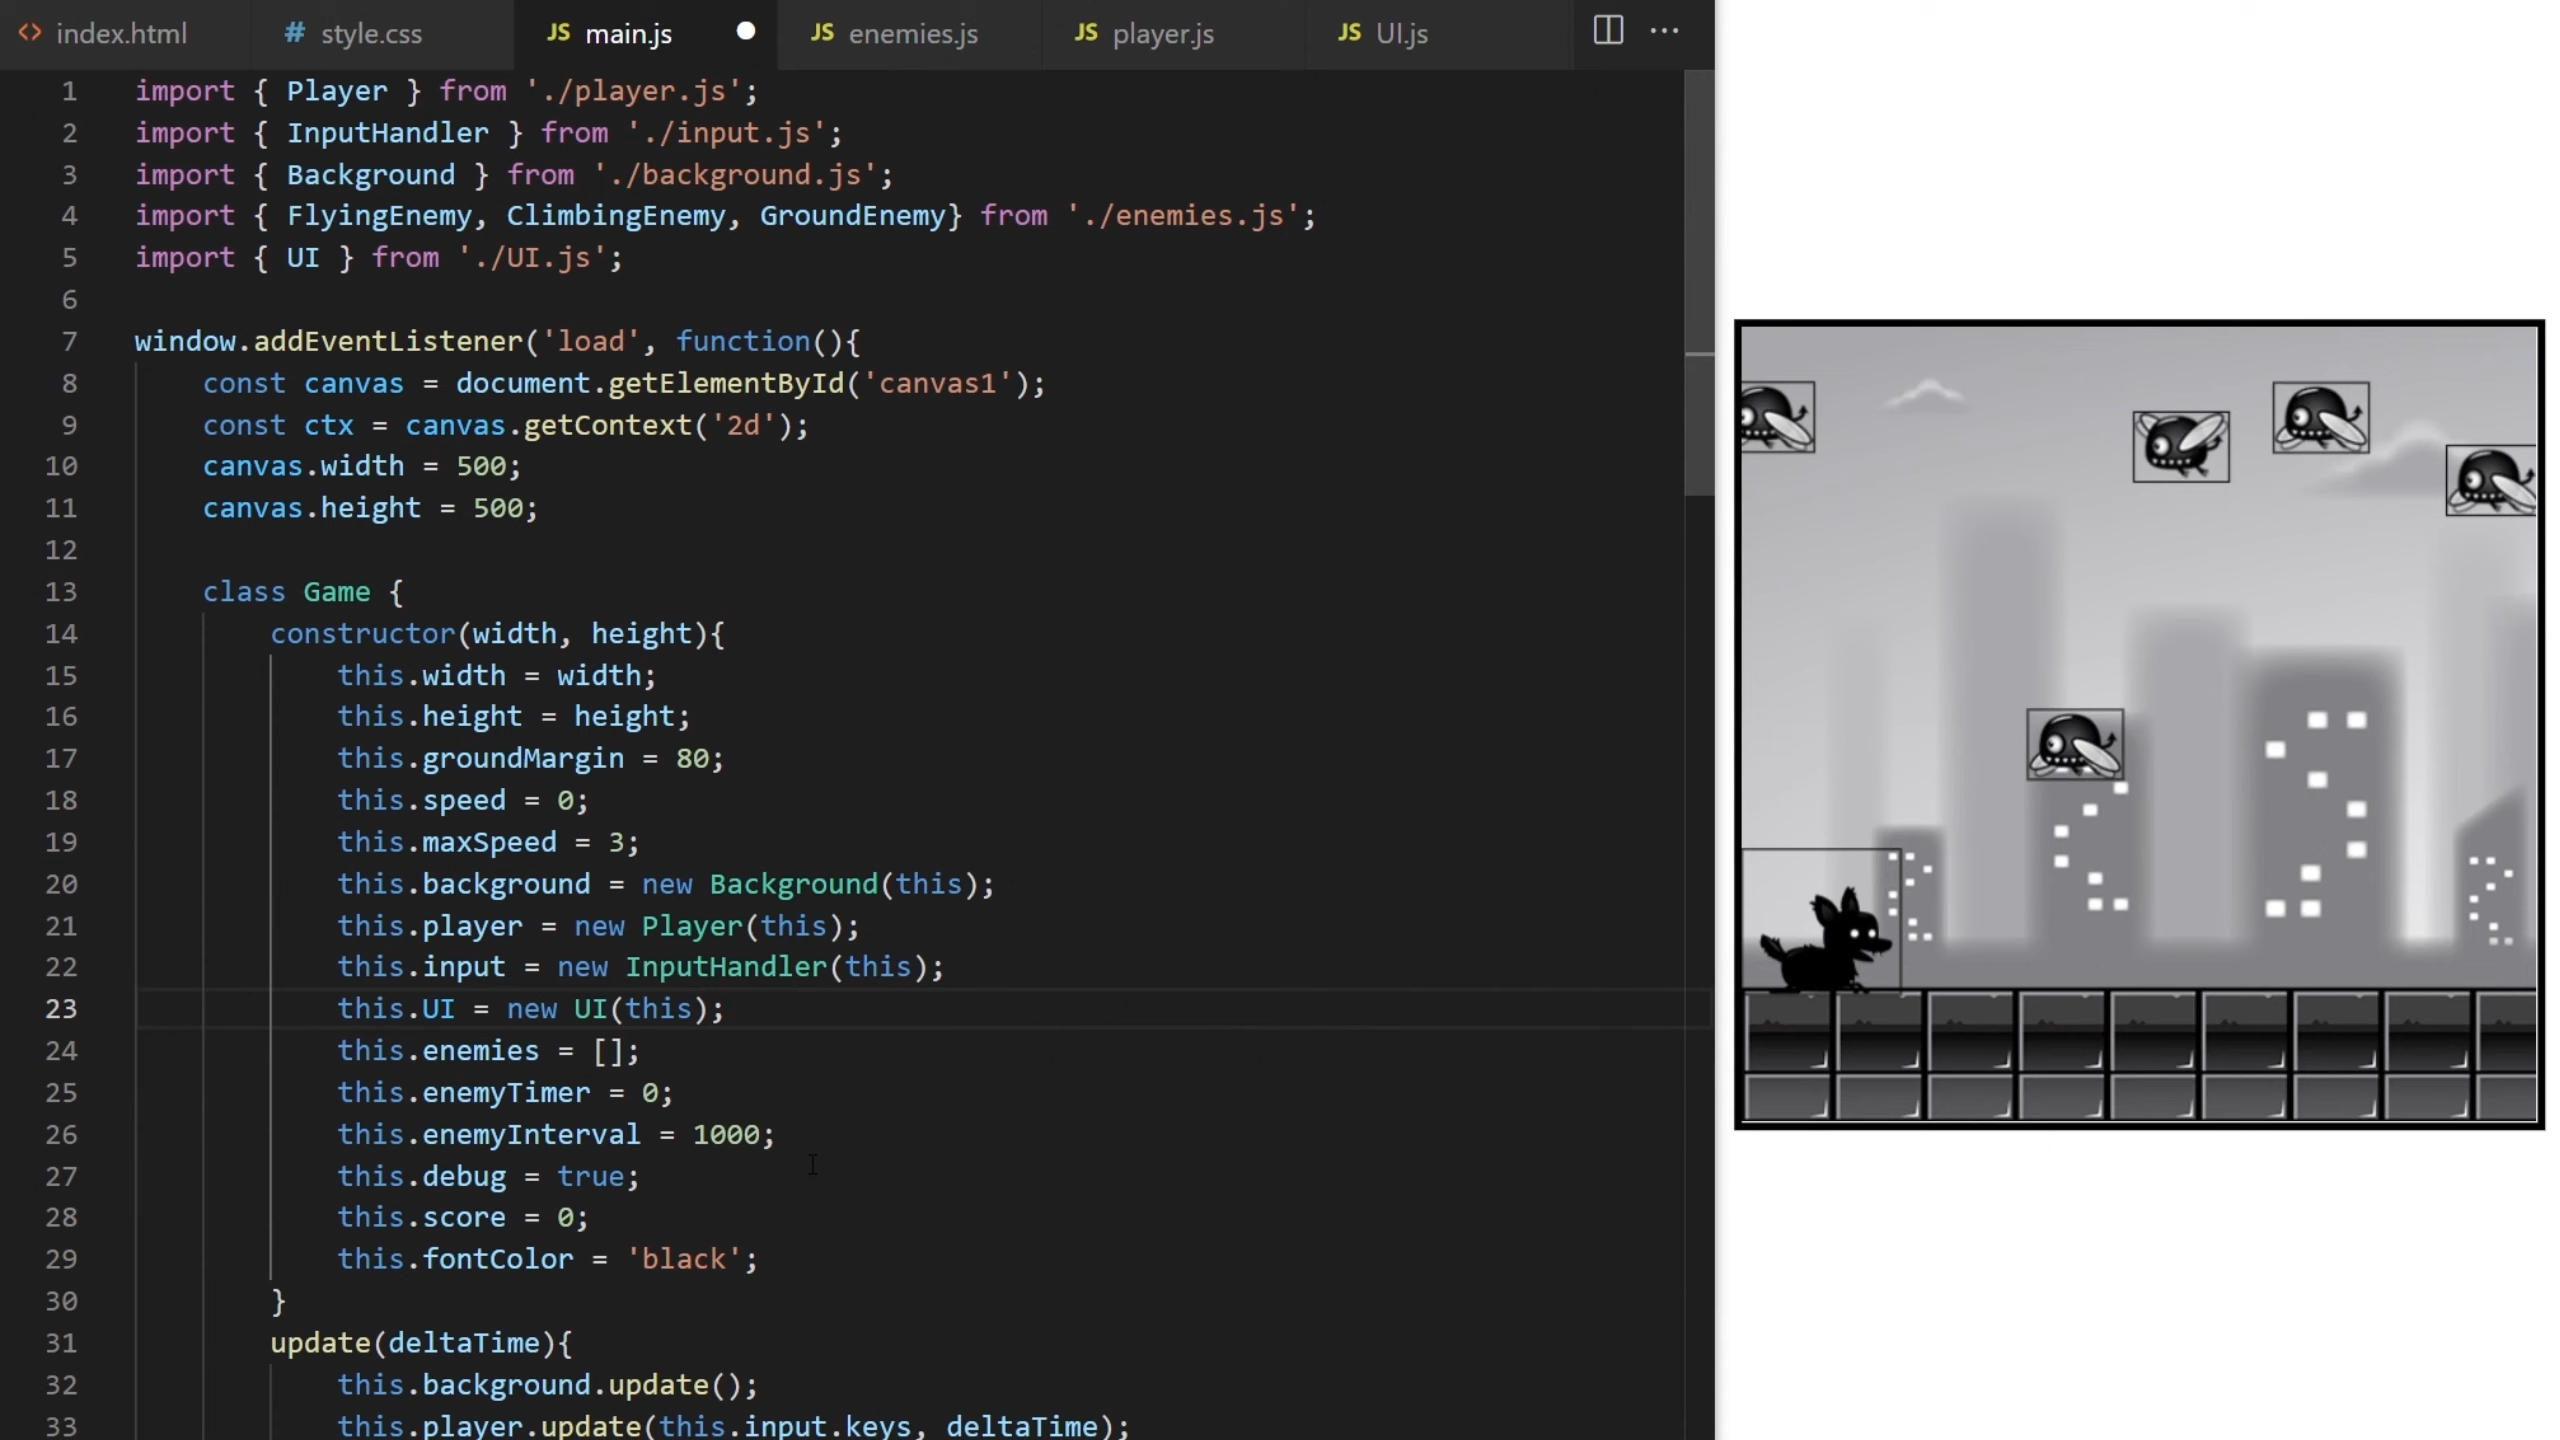 <> index.html # style.css JS main.js JS enemies.js JS player.js JS UI.js ...
1 import { Player } from './player.js';
2 import { InputHandler } from './input.js';
3 import { Background } from './background.js';
4 import { FlyingEnemy, ClimbingEnemy, GroundEnemy} from './enemies.js';
5 import { UI } from './UI.js';
6
7 window.addEventListener('load', function(){
8 const canvas = document.getElementById('canvas1');
9 const ctx = canvas.getContext('2d');
10 canvas.width = 500;
11 canvas.height = 500;
12
13 class Game {
14 constructor(width, height){
15 this.width = width;
16 this.height = height;
17 this.groundMargin = 80;
18 this.speed = 0;
19 this.maxSpeed = 3;
20 this.background = new Background(this);
21 this.player = new Player(this);
22 this.input = new InputHandler(this);
23 this.UI = new UI(this);
24 this.enemies = [];
25 this.enemyTimer = 0;
26 this.enemyInterval = 1000;
27 this.debug = true;
28 this.score = 0;
29 this.fontColor = 'black';
30 }
31 update(deltaTime){
32 this.background.update();
33 this.player.update(this.input.keys, deltaTime);